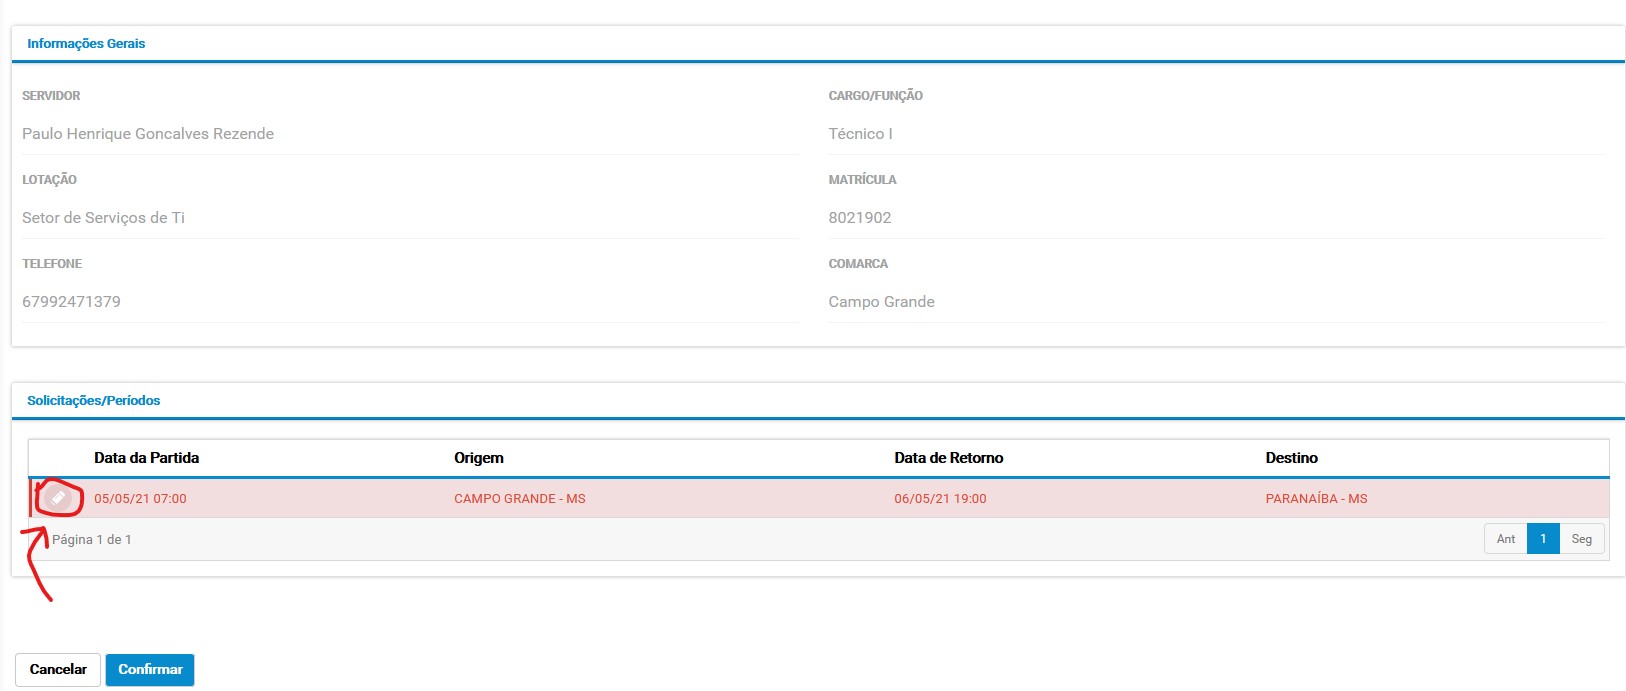 Informações Gerais
SERVIDOR CARGO/FUNÇÃO
Paulo Henrique Goncalves Rezende Técnico I
LOTAÇÃO MATRÍCULA
Setor de Serviços de Ti 8021902
TELEFONE COMARCA
67992471379 Campo Grande
Solicitações/Períodos
Data da Partida Origem Data de Retorno Destino
05/05/21 07:00 CAMPO GRANDE - MS 06/05/21 19:00 PARANAÍBA - MS
Página 1 de 1 Ant 1 Seg
Cancelar Confirmar